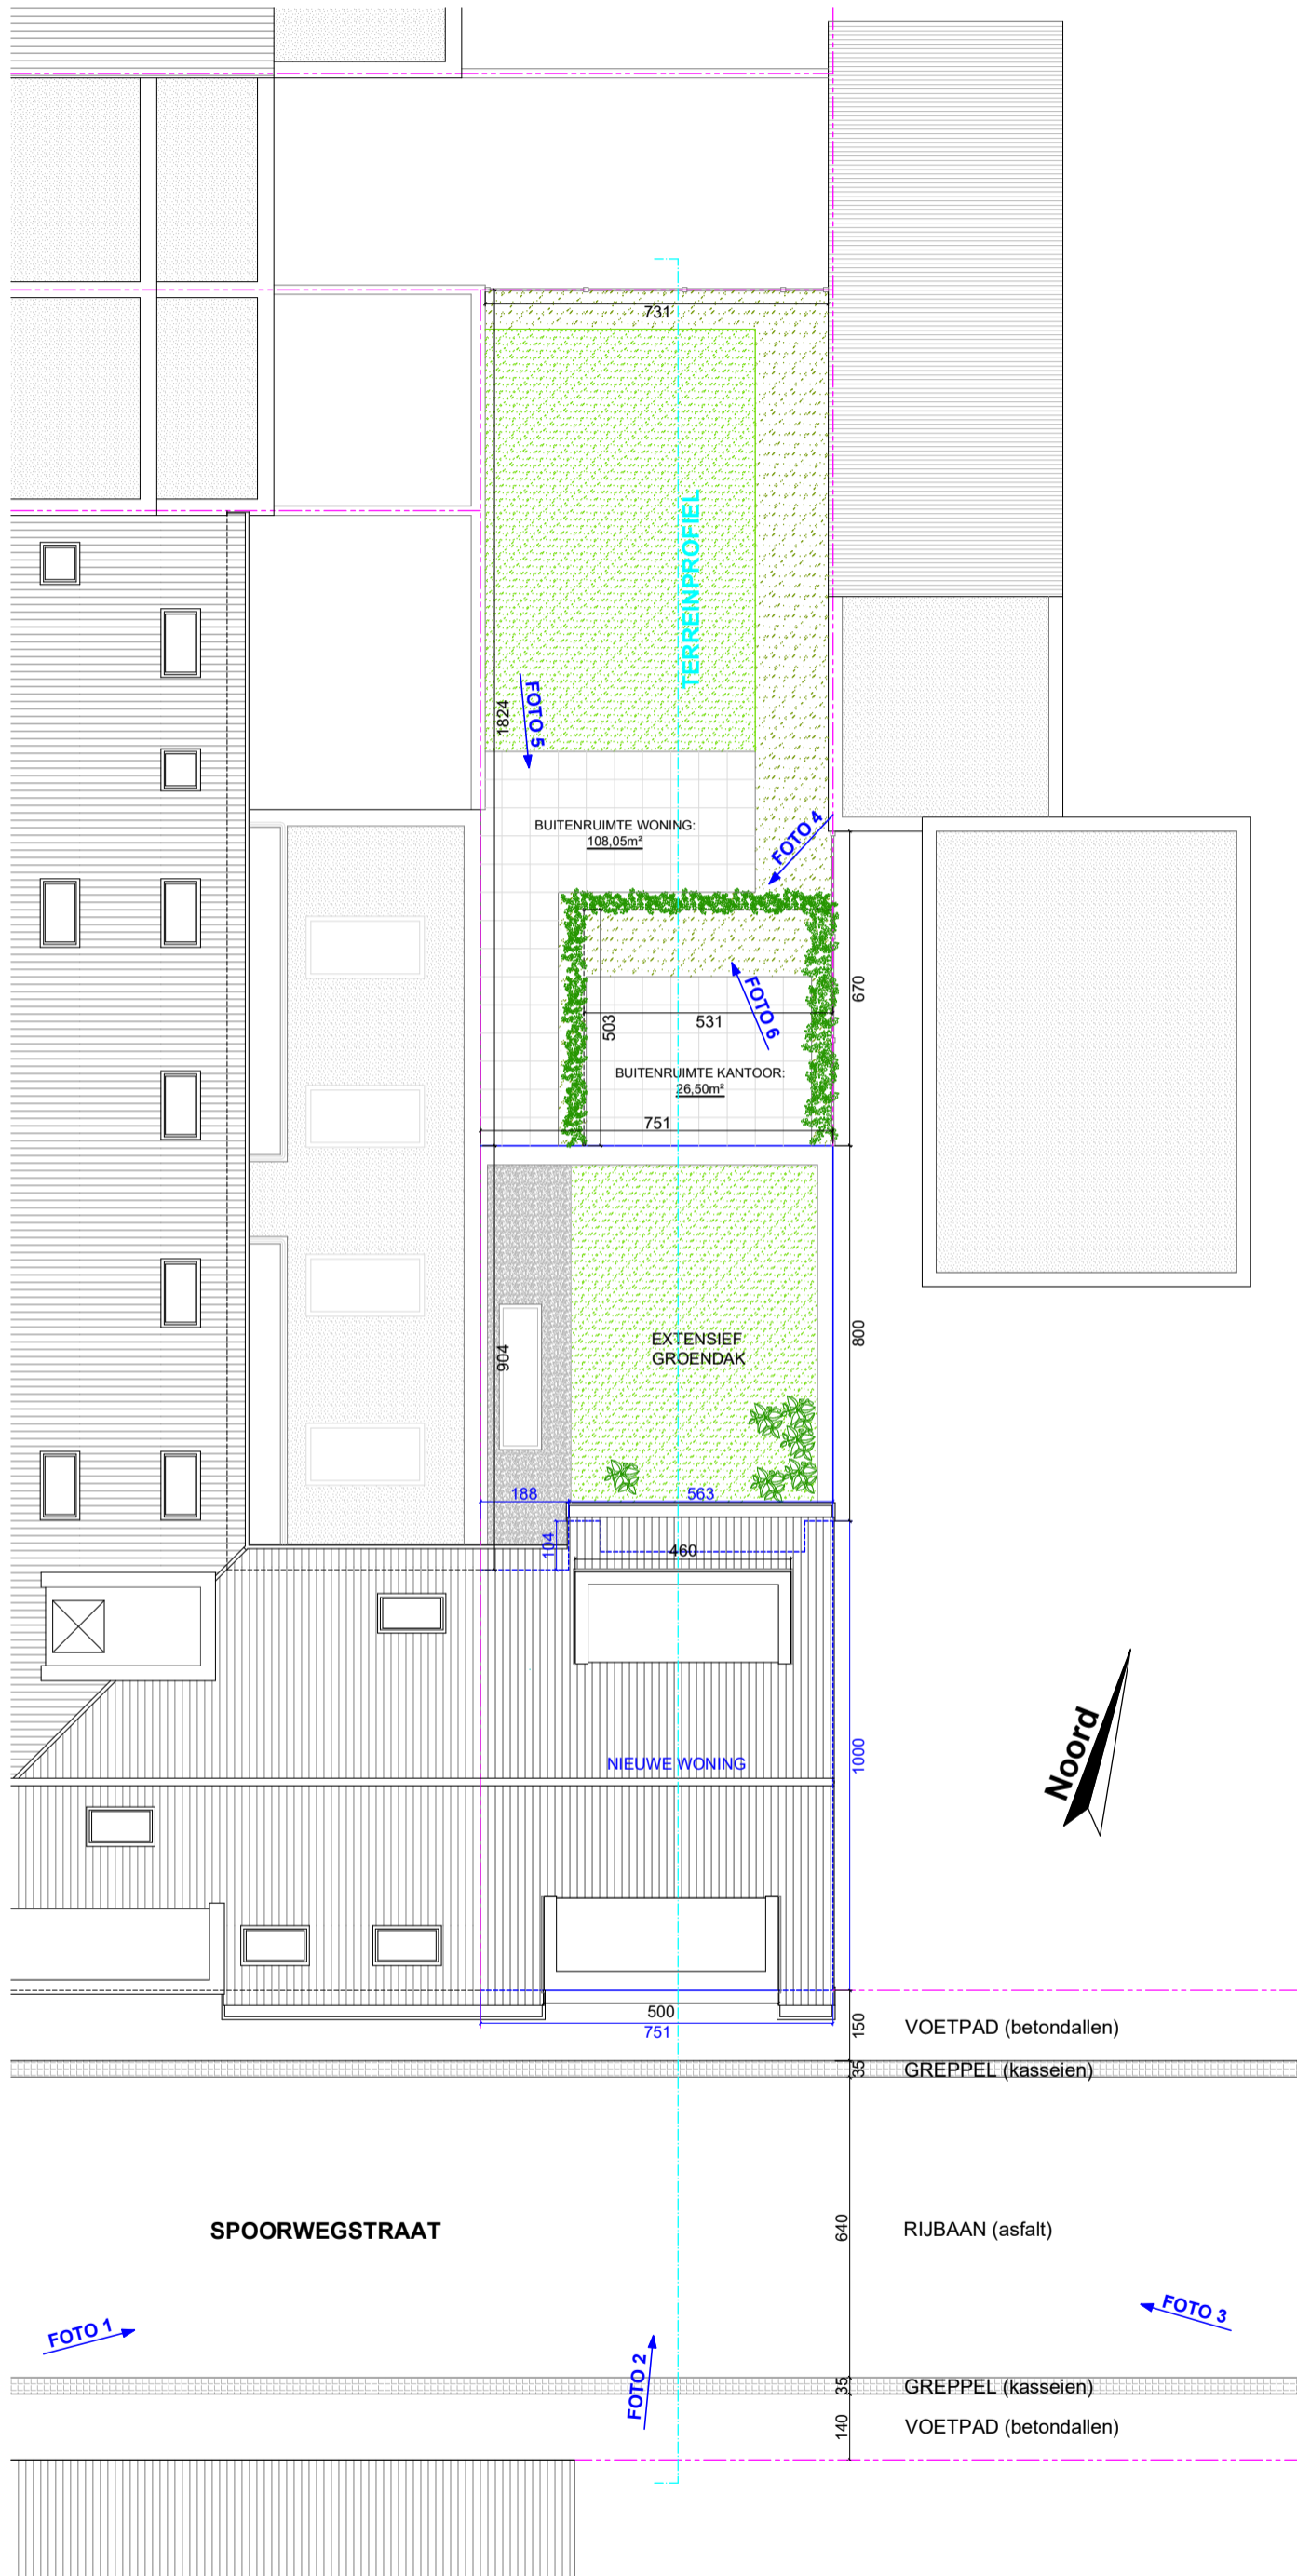 731
TERREINPROFIEL
FOTO 5
1824
BUITENRUIMTE WONING:
108,05m²
FOTO 4
670
503
531
FOTO 6
BUITENRUIMTE KANTOOR:
26,50m²
751
EXTENSIEF
GROENDAK
904
800
188
563
104
460
Noord
NIEUWE WONING
1000
500
751
150
VOETPAD (betondallen)
35
GREPPEL (kasseien)
SPOORWEGSTRAAT
640
RIJBAAN (asfalt)
FOTO 1
FOTO 2
FOTO 3
35
GREPPEL (kasseien)
140
VOETPAD (betondallen)